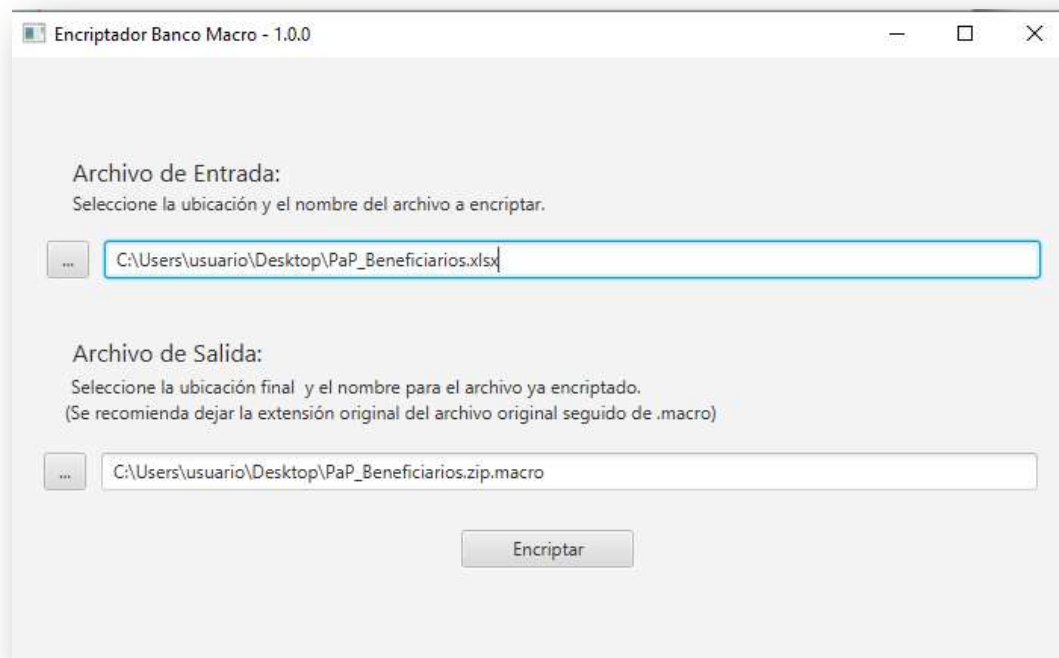 Encriptador Banco Macro - 1.0.0
Archivo de Entrada:
Seleccione la ubicación y el nombre del archivo a encriptar.
...
C:\Users\usuario\Desktop\PaP_Beneficiarios.xlsx
Archivo de Salida:
Seleccione la ubicación final  y el nombre para el archivo ya encriptado.
(Se recomienda dejar la extensión original del archivo original seguido de .macro)
...
C:\Users\usuario\Desktop\PaP_Beneficiarios.zip.macro
Encriptar